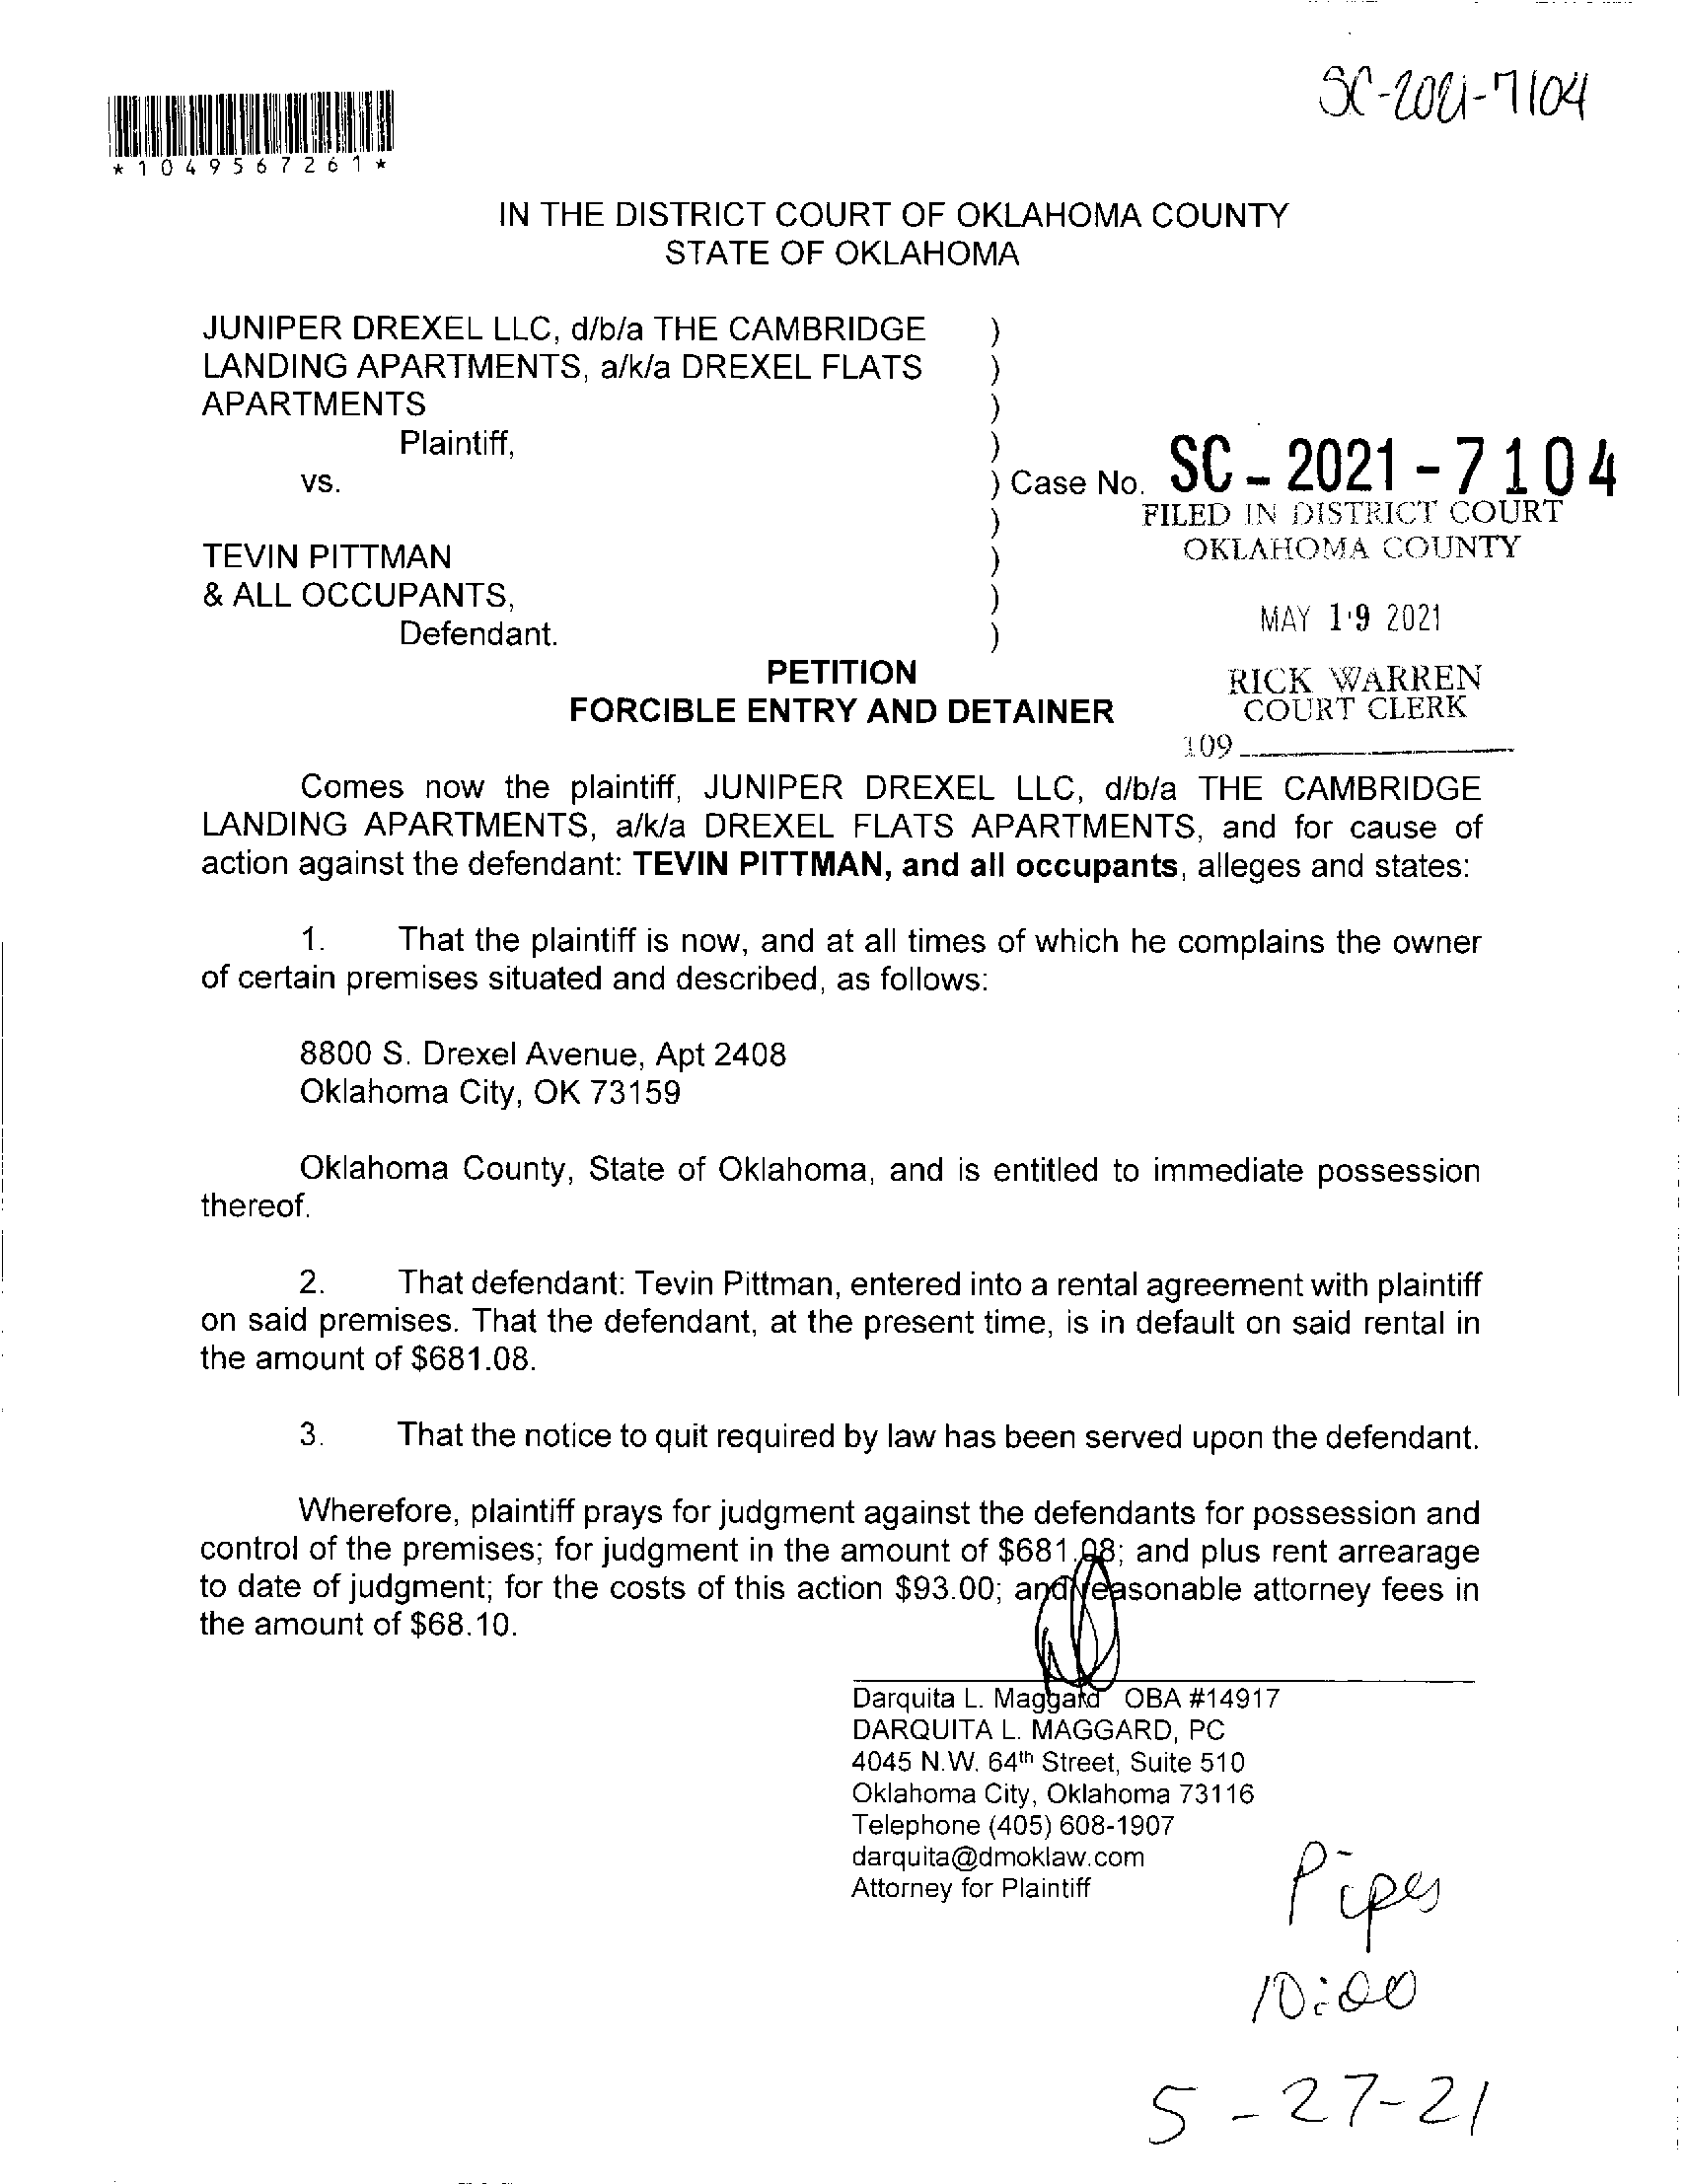 SC-2021-7104
*1049567261*
IN THE DISTRICT COURT OF OKLAHOMA COUNTY
STATE OF OKLAHOMA
JUNIPER DREXEL LLC, d/b/a THE CAMBRIDGE )
LANDING APARTMENTS, a/k/a DREXEL FLATS )
APARTMENTS )
Plaintiff, )
vs. ) Case No. SC-2021-7104
) FILED IN DISTRICT COURT
TEVIN PITTMAN ) OKLAHOMA COUNTY
& ALL OCCUPANTS, )
Defendant. ) MAY 19 2021
PETITION
RICK WARREN
FORCIBLE ENTRY AND DETAINER
COURT CLERK
109
Comes now the plaintiff, JUNIPER DREXEL LLC, d/b/a THE CAMBRIDGE
LANDING APARTMENTS, a/k/a DREXEL FLATS APARTMENTS, and for cause of
action against the defendant: TEVIN PITTMAN, and all occupants, alleges and states:
1. That the plaintiff is now, and at all times of which he complains the owner
of certain premises situated and described, as follows:
8800 S. Drexel Avenue, Apt 2408
Oklahoma City, OK 73159
Oklahoma County, State of Oklahoma, and is entitled to immediate possession
thereof.
2. That defendant: Tevin Pittman, entered into a rental agreement with plaintiff
on said premises. That the defendant, at the present time, is in default on said rental in
the amount of $681.08.
3. That the notice to quit required by law has been served upon the defendant.
Wherefore, plaintiff prays for judgment against the defendants for possession and
control of the premises; for judgment in the amount of $681.08; and plus rent arrearage
to date of judgment; for the costs of this action $93.00; and reasonable attorney fees in
the amount of $68.10.
Darquita L. Maggard OBA #14917
DARQUITA L. MAGGARD, PC
4045 N.W. 64th Street, Suite 510
Oklahoma City, Oklahoma 73116
Telephone (405) 608-1907
darquita@dmoklaw.com
Attorney for Plaintiff
Pipes
10:00
5-27-21